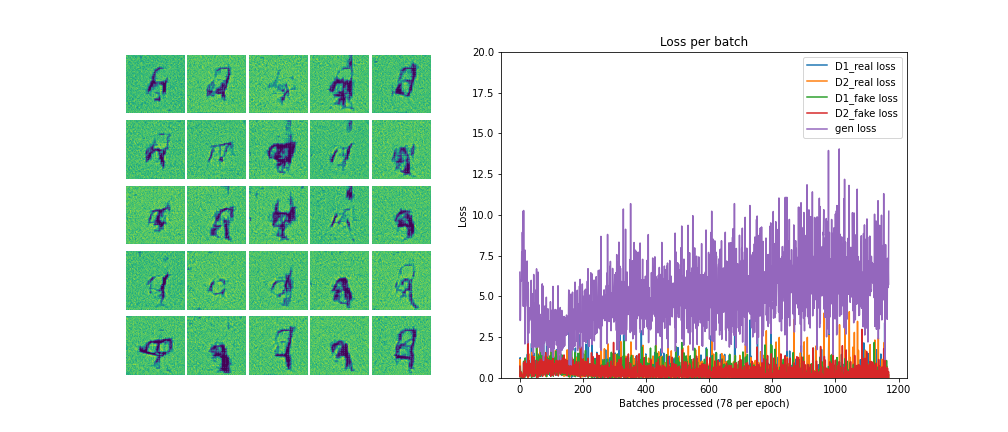 Loss per batch
20.0
17.5
15.0
12.5
10.0
7.5
5.0
2.5
0.0
Loss
D1_real loss
D2_real loss
D1_fake loss
D2_fake loss
gen loss
0 200 400 600 800 1000 1200
Batches processed (78 per epoch)